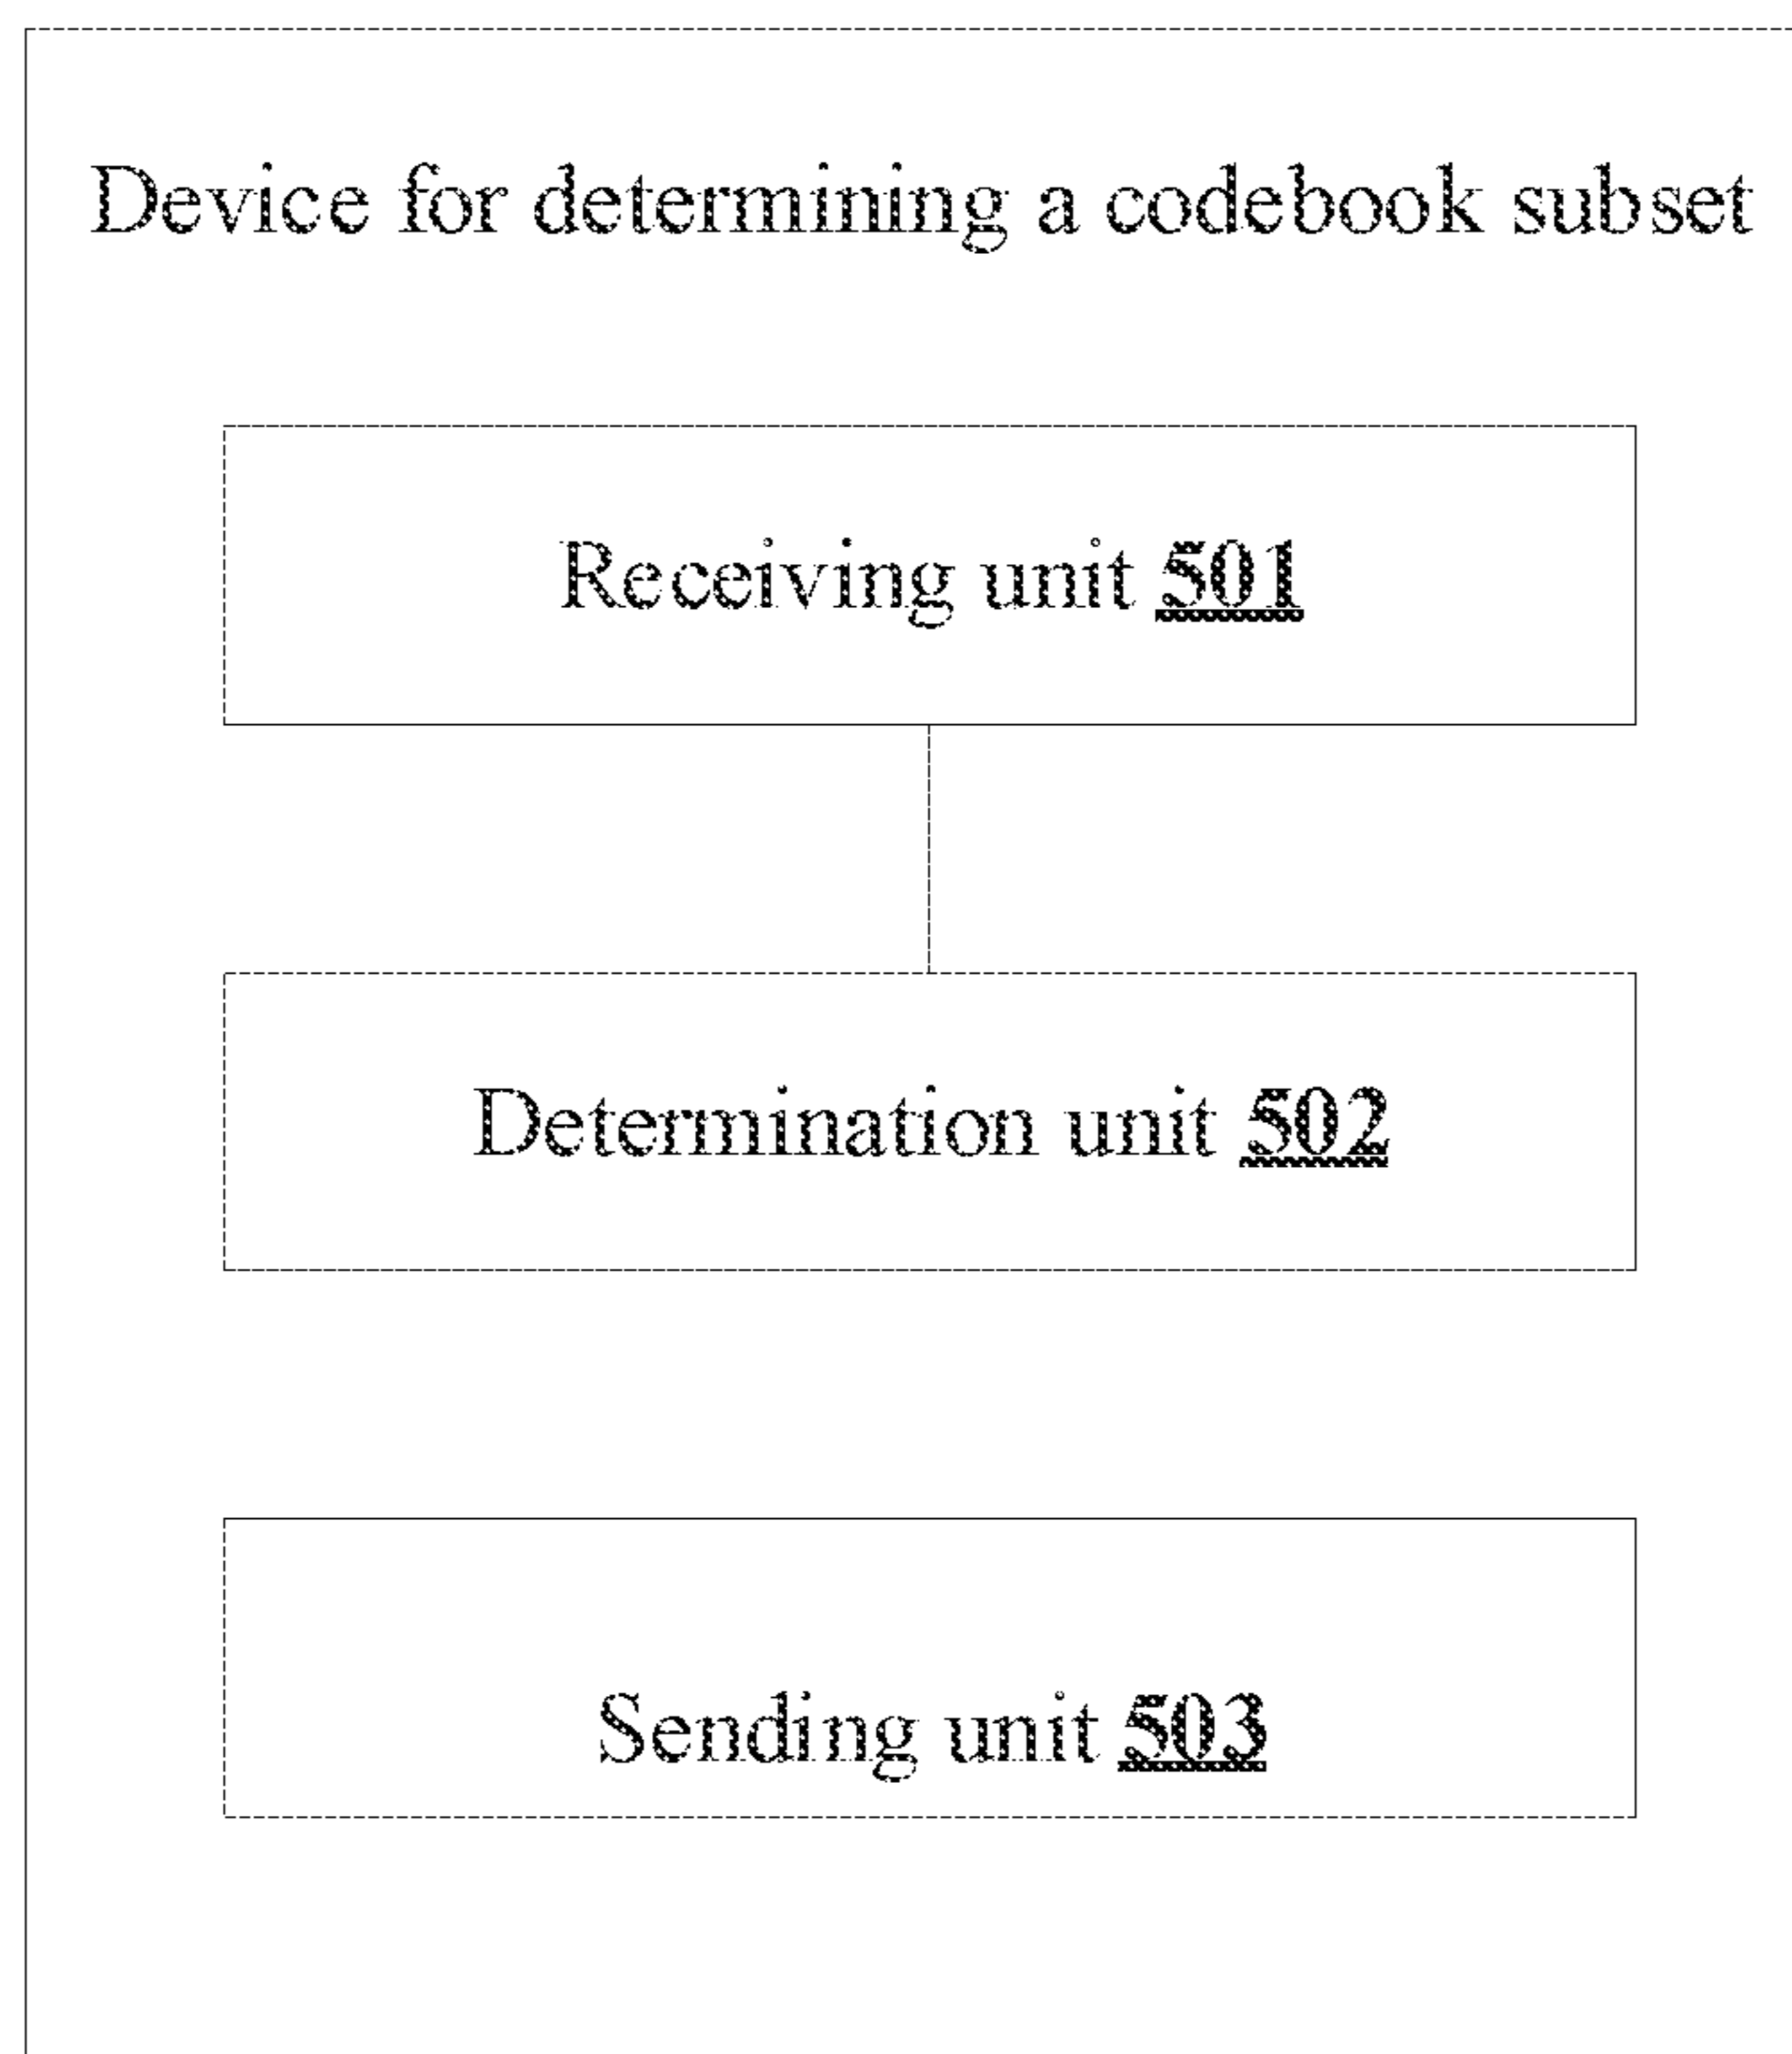 Device for determining a codebook subset
Receiving unit 501
Determination unit 502
Sending unit 503